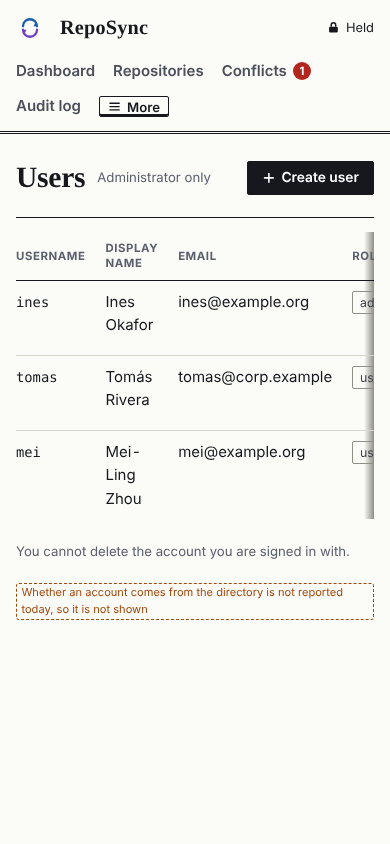 RepoSync
Held
Dashboard Repositories Conflicts 1
Audit log More
Users Administrator only + Create user
USERNAME DISPLAY NAME EMAIL
ines Ines Okafor ines@example.org
tomas Tomás Rivera tomas@corp.example
mei Mei-Ling Zhou mei@example.org
You cannot delete the account you are signed in with.
Whether an account comes from the directory is not reported
today, so it is not shown